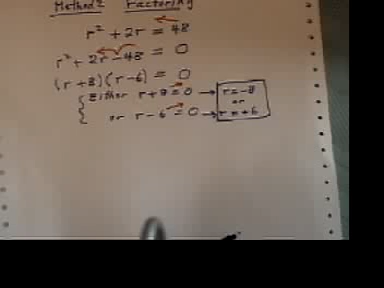 Method 2 Factoring
r² + 2r = 48
r² + 2r - 48 = 0
(r + 8)(r - 6) = 0
Either r + 8 = 0 → r = -8
or
or r - 6 = 0 → r = +6